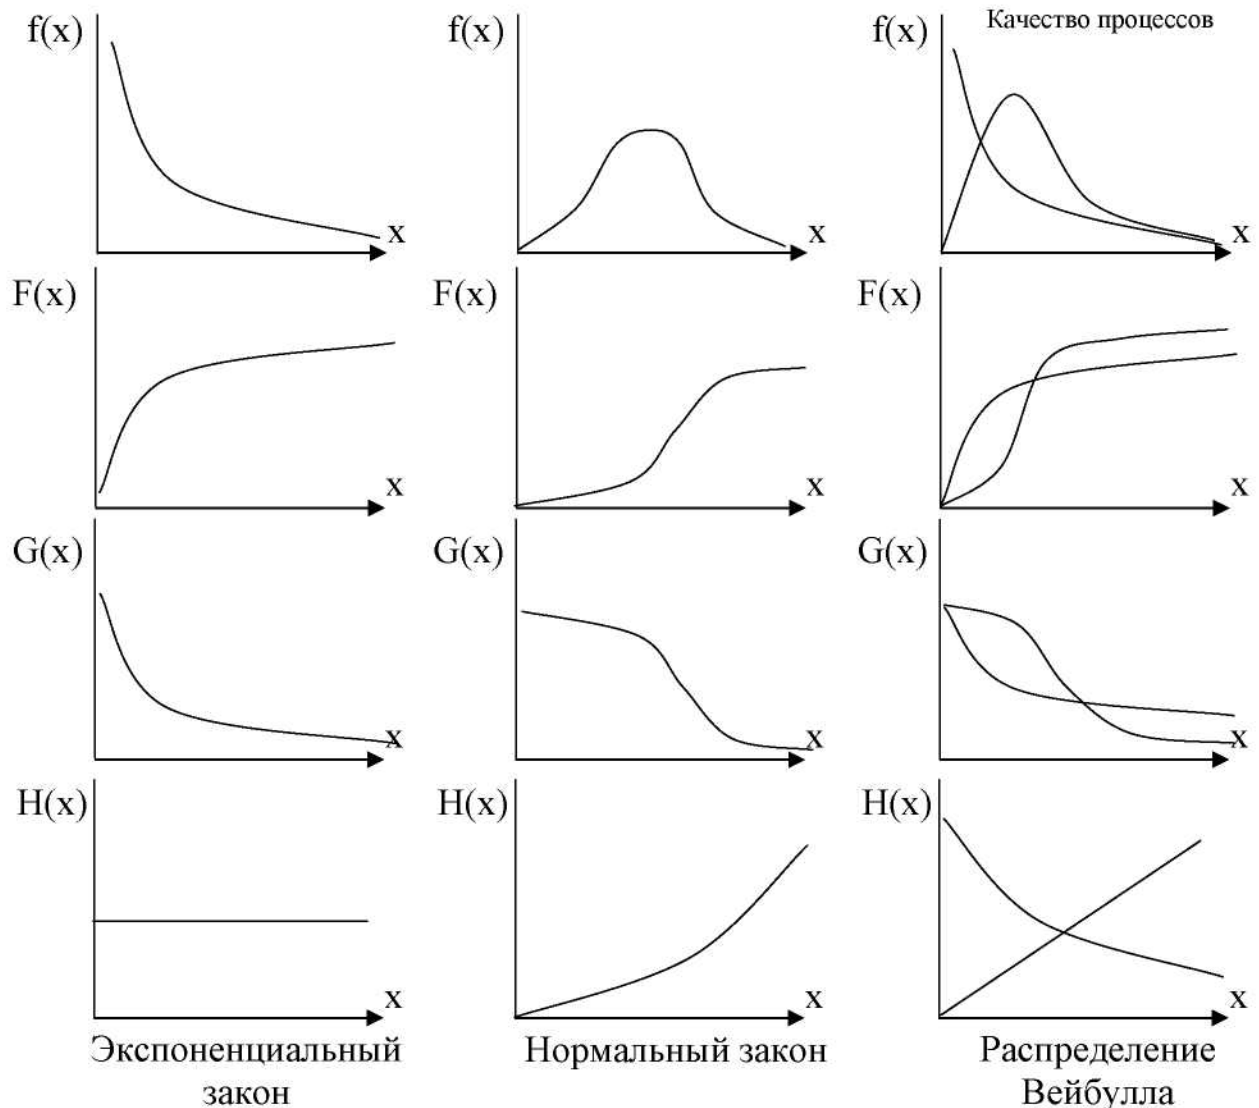 Качество процессов
f(x)
x
f(x)
x
f(x)
x
F(x)
x
F(x)
x
F(x)
x
G(x)
x
G(x)
x
G(x)
x
H(x)
x
H(x)
x
H(x)
x
Экспоненциальный
закон
Нормальный закон
Распределение
Вейбулла